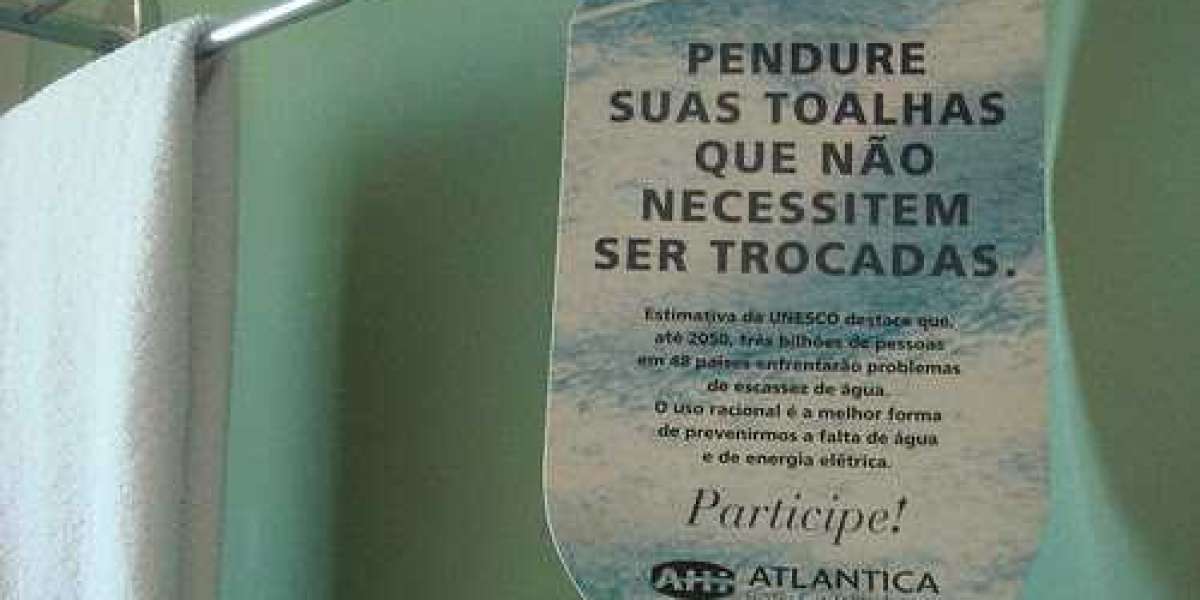 PENDURE
SUAS TOALHAS
QUE NÃO
NECESSITEM
SER TROCADAS.
Estimativa da UNESCO destaca que,
até 2050, três bilhões de pessoas
em 48 países enfrentarão problemas
de escassez de água.
O uso racional é a melhor forma
de prevenirmos a falta de água
e de energia elétrica.
Participe!
ATLANTICA